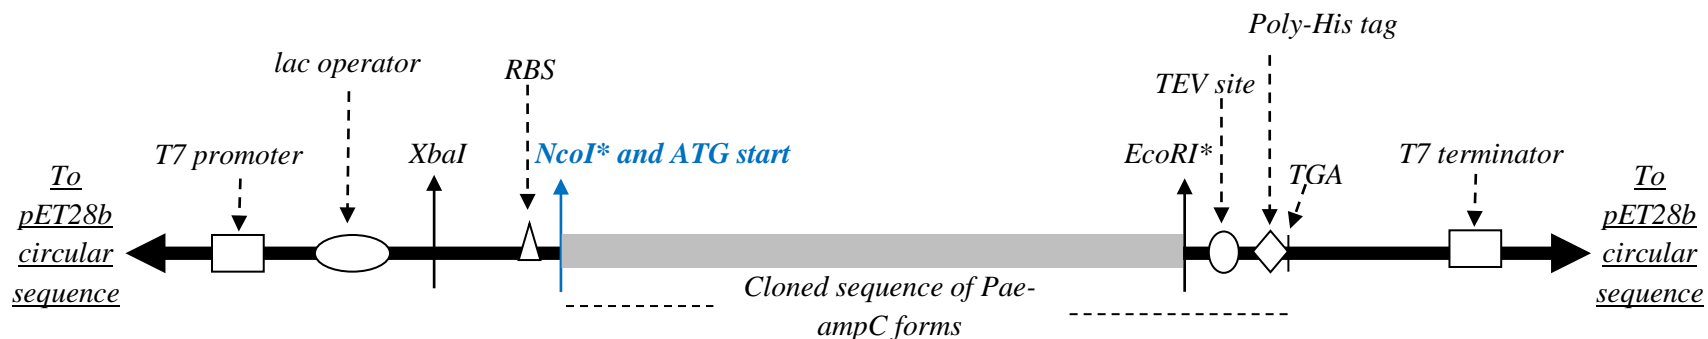 Poly-His tag
lac operator
RBS
TEV site
T7 promoter
XbaI
NcoI* and ATG start
EcoRI*
TGA
T7 terminator
To
pET28b
circular
sequence
To
pET28b
circular
sequence
Cloned sequence of Pae-
ampC forms